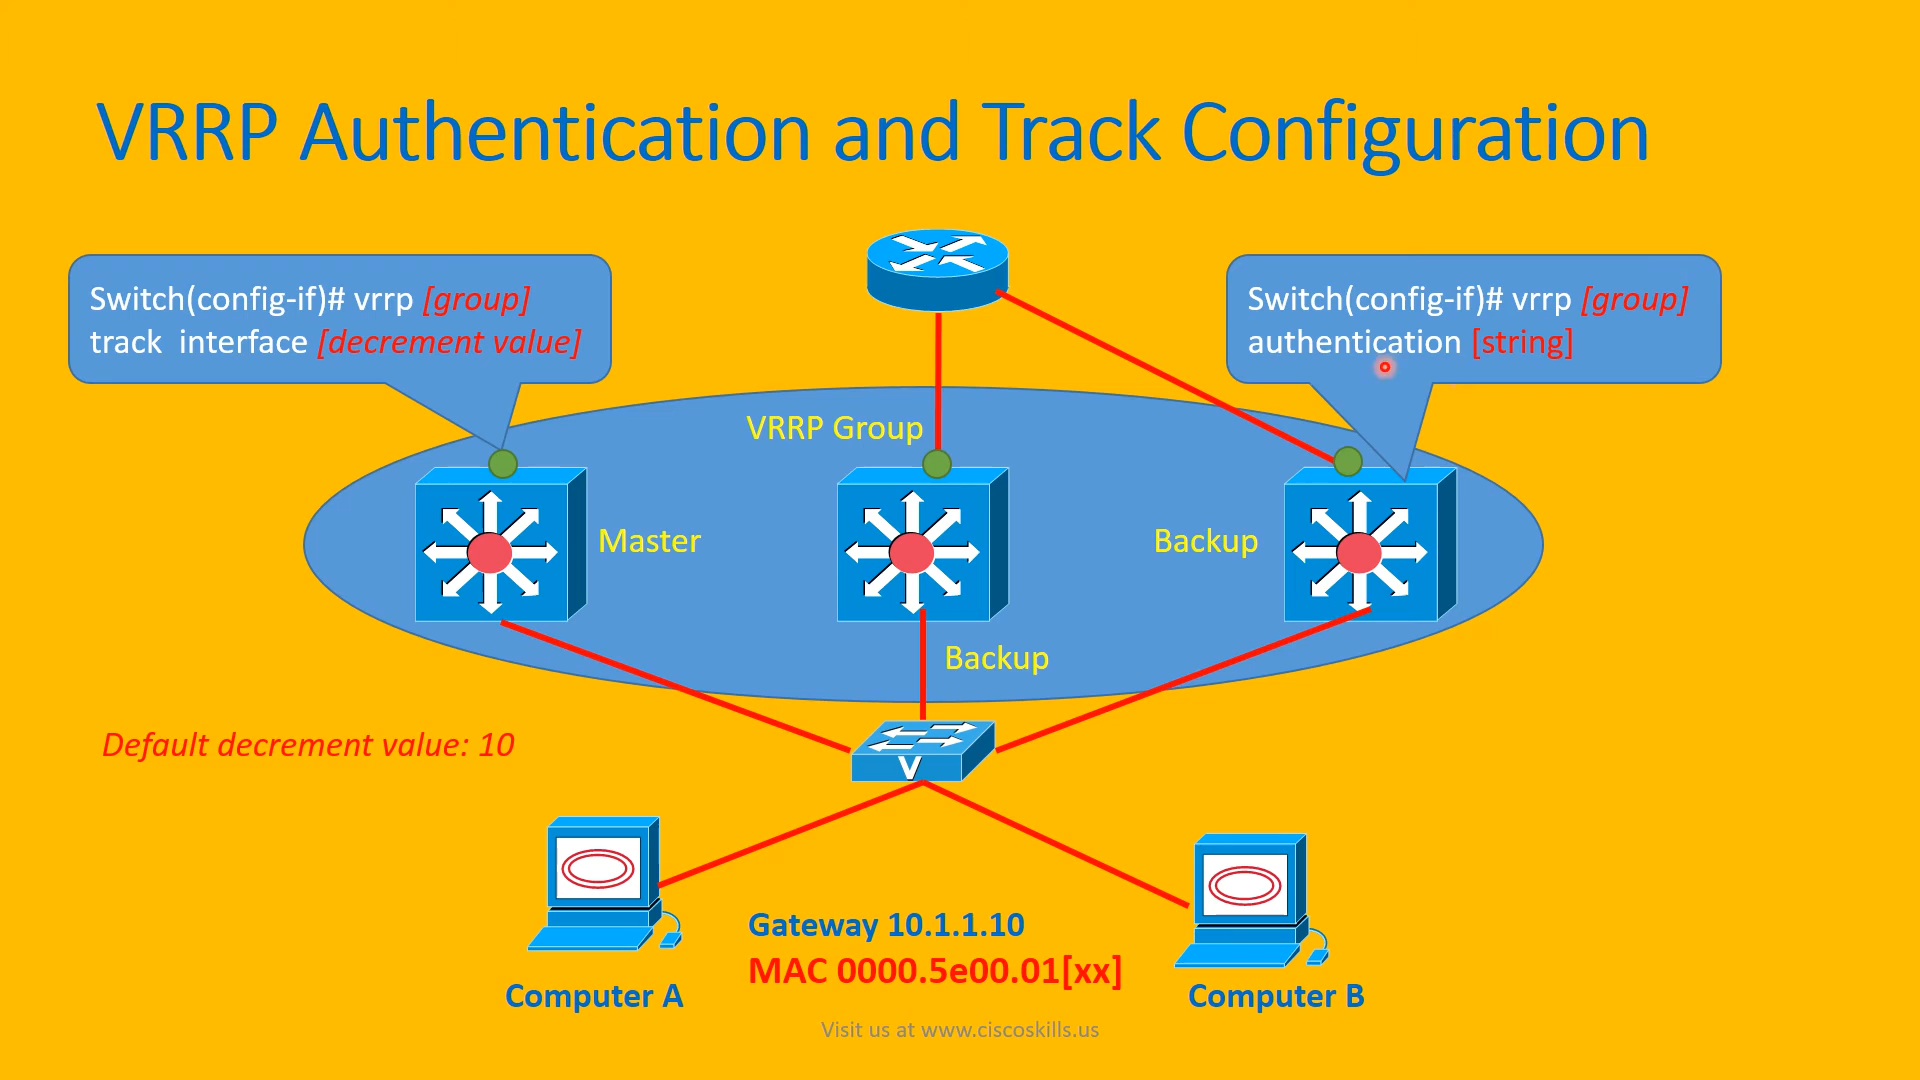 VRRP Authentication and Track Configuration
Switch(config-if)# vrrp [group]
track interface [decrement value]
Switch(config-if)# vrrp [group]
authentication [string]
VRRP Group
Master
Backup
Backup
Default decrement value: 10
V
Gateway 10.1.1.10
MAC 0000.5e00.01[xx]
Computer A
Computer B
Visit us at www.ciscoskills.us